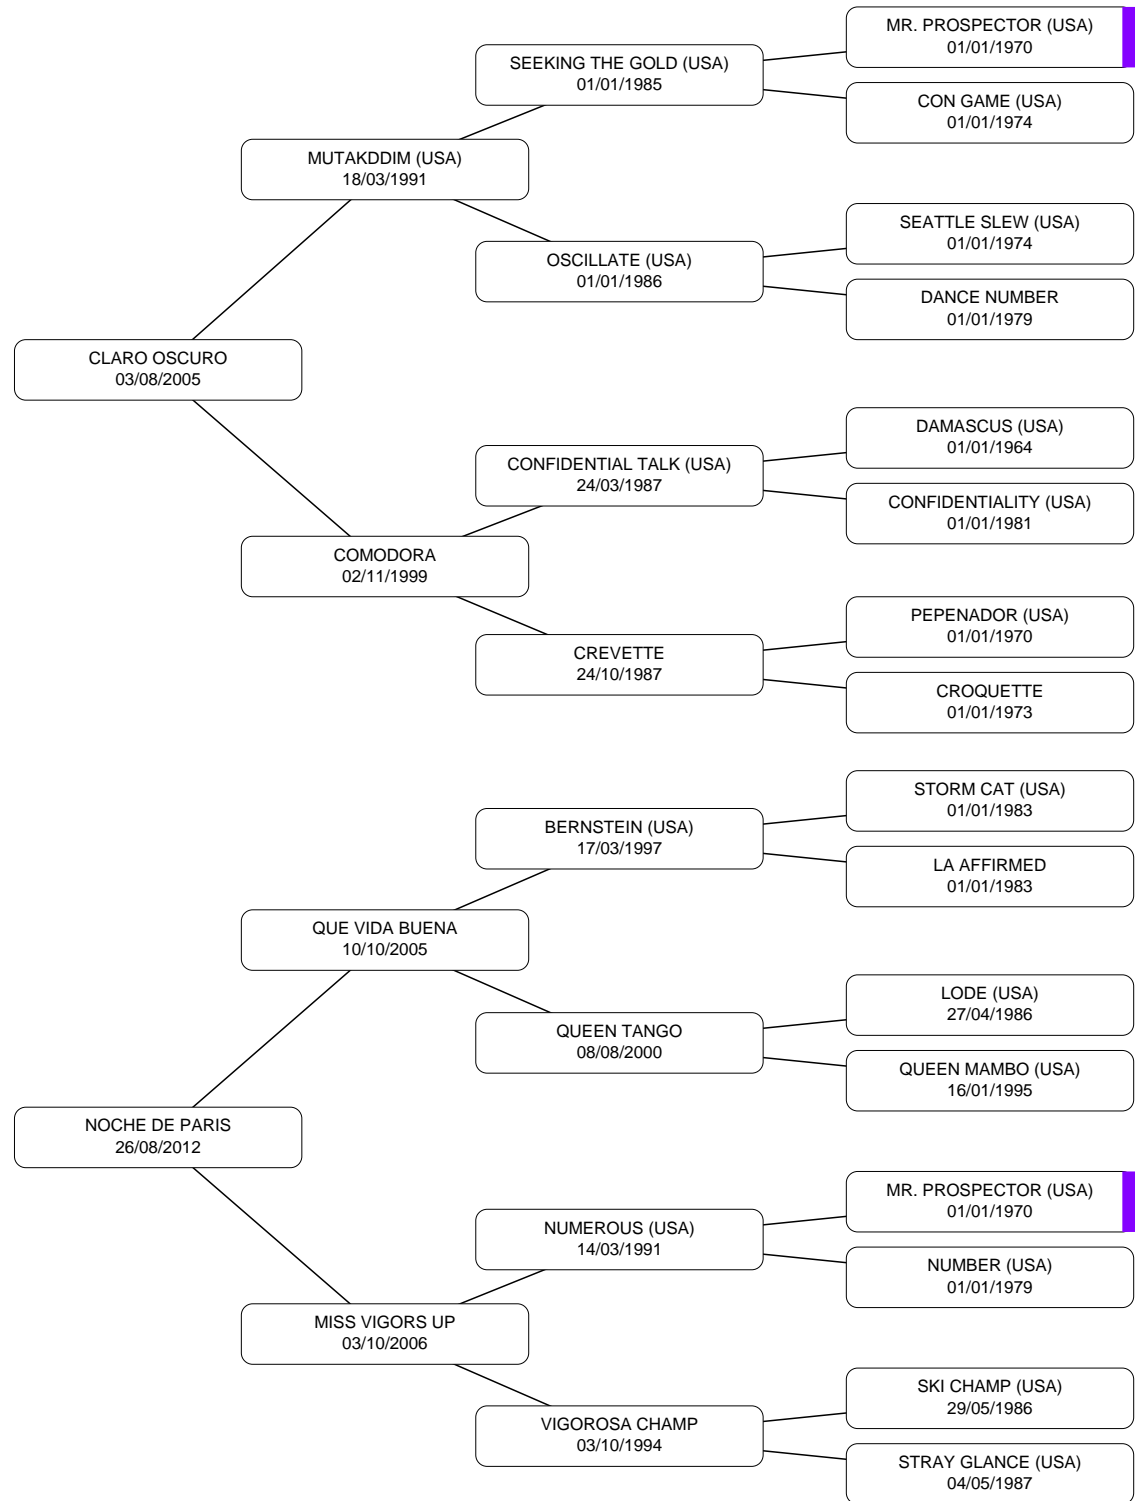 MR. PROSPECTOR (USA)
01/01/1970
SEEKING THE GOLD (USA)
01/01/1985
CON GAME (USA)
01/01/1974
MUTAKDDIM (USA)
18/03/1991
SEATTLE SLEW (USA)
01/01/1974
OSCILLATE (USA)
01/01/1986
DANCE NUMBER
01/01/1979
CLARO OSCURO
03/08/2005
DAMASCUS (USA)
01/01/1964
CONFIDENTIAL TALK (USA)
24/03/1987
CONFIDENTIALITY (USA)
01/01/1981
COMODORA
02/11/1999
PEPENADOR (USA)
01/01/1970
CREVETTE
24/10/1987
CROQUETTE
01/01/1973
STORM CAT (USA)
01/01/1983
BERNSTEIN (USA)
17/03/1997
LA AFFIRMED
01/01/1983
QUE VIDA BUENA
10/10/2005
LODE (USA)
27/04/1986
QUEEN TANGO
08/08/2000
QUEEN MAMBO (USA)
16/01/1995
NOCHE DE PARIS
26/08/2012
MR. PROSPECTOR (USA)
01/01/1970
NUMEROUS (USA)
14/03/1991
NUMBER (USA)
01/01/1979
MISS VIGORS UP
03/10/2006
SKI CHAMP (USA)
29/05/1986
VIGOROSA CHAMP
03/10/1994
STRAY GLANCE (USA)
04/05/1987